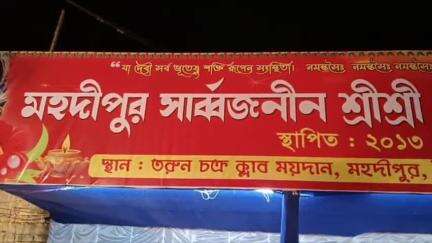 “যা দেবী সর্ব ভূতেষু শক্তি রূপেন সংস্থিতা। নমস্তস্যৈঃ নমস্তস্যৈঃ নমস্তস্যৈঃ
মহদীপুর সার্ব্বজনীন শ্রীশ্রী
স্থাপিত : ২০১৩
স্থান : তরুন চক্র ক্লাব ময়দান, মহদীপুর,